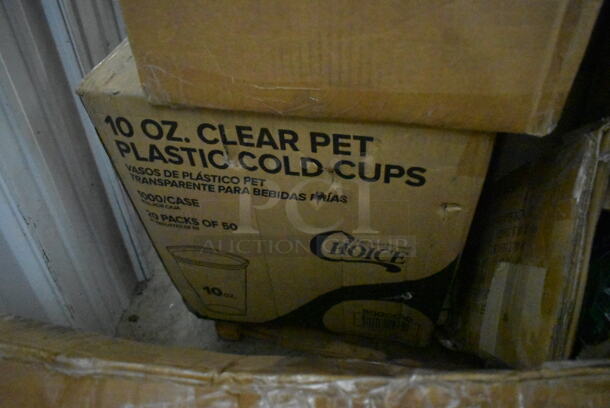 10 OZ. CLEAR PET
PLASTIC COLD CUPS
VASOS DE PLÁSTICO PET
TRANSPARENTE PARA BEBIDAS FRÍAS
1000/CASE
20 PACKS OF 50
PCI
AUCTION GROUP
CHOICE
10 OZ.